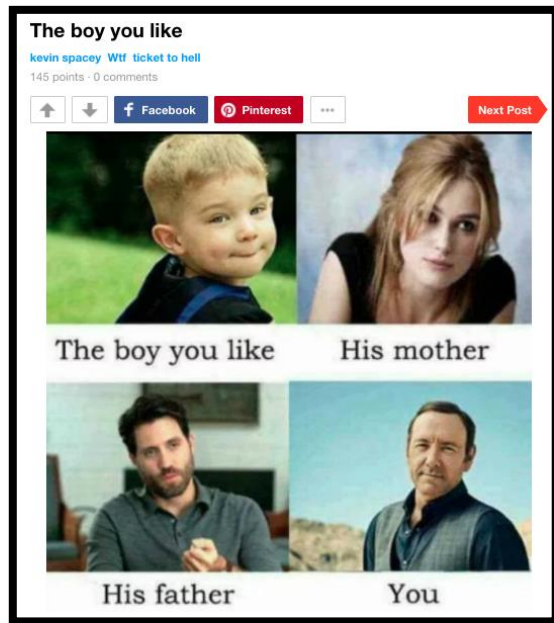 The boy you like
kevin spacey Wtf ticket to hell
145 points · 0 comments
Facebook Pinterest Next Post
The boy you like His mother
His father You